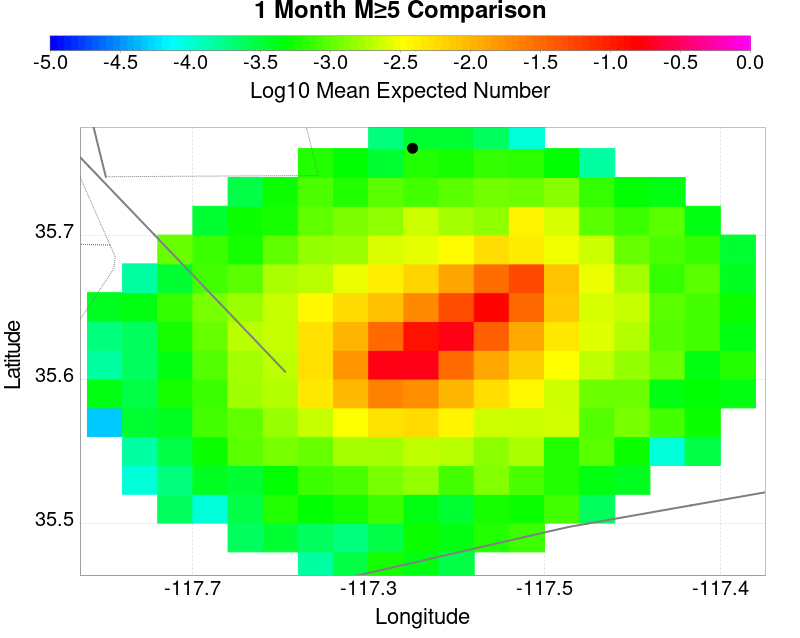 1 Month M≥5 Comparison
-5.0 -4.5 -4.0 -3.5 -3.0 -2.5 -2.0 -1.5 -1.0 -0.5 0.0
Log10 Mean Expected Number
35.7
Latitude
35.6
35.5
-117.7 -117.3 -117.5 -117.4
Longitude